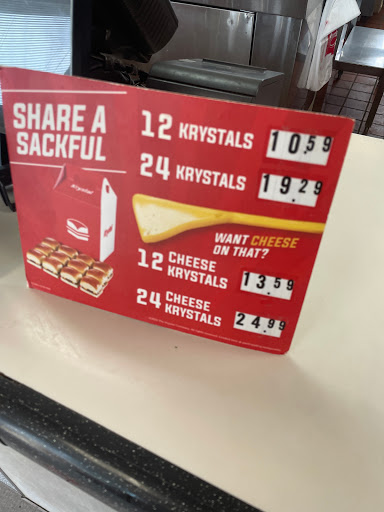 SHARE A
SACKFUL
Krystal
12 KRYSTALS 10.59
24 KRYSTALS 19.29
WANT CHEESE
ON THAT?
12 CHEESE
KRYSTALS 13.59
24 CHEESE
KRYSTALS 24.99